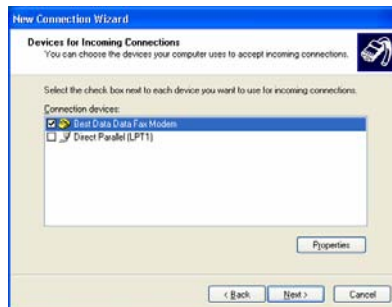 New Connection Wizard
Devices for Incoming Connections
You can choose the devices your computer uses to accept incoming connections.
Select the check box next to each device you want to use for incoming connections.
Connection devices:
Best Data Data Fax Modem
Direct Parallel (LPT1)
Properties
< Back
Next >
Cancel